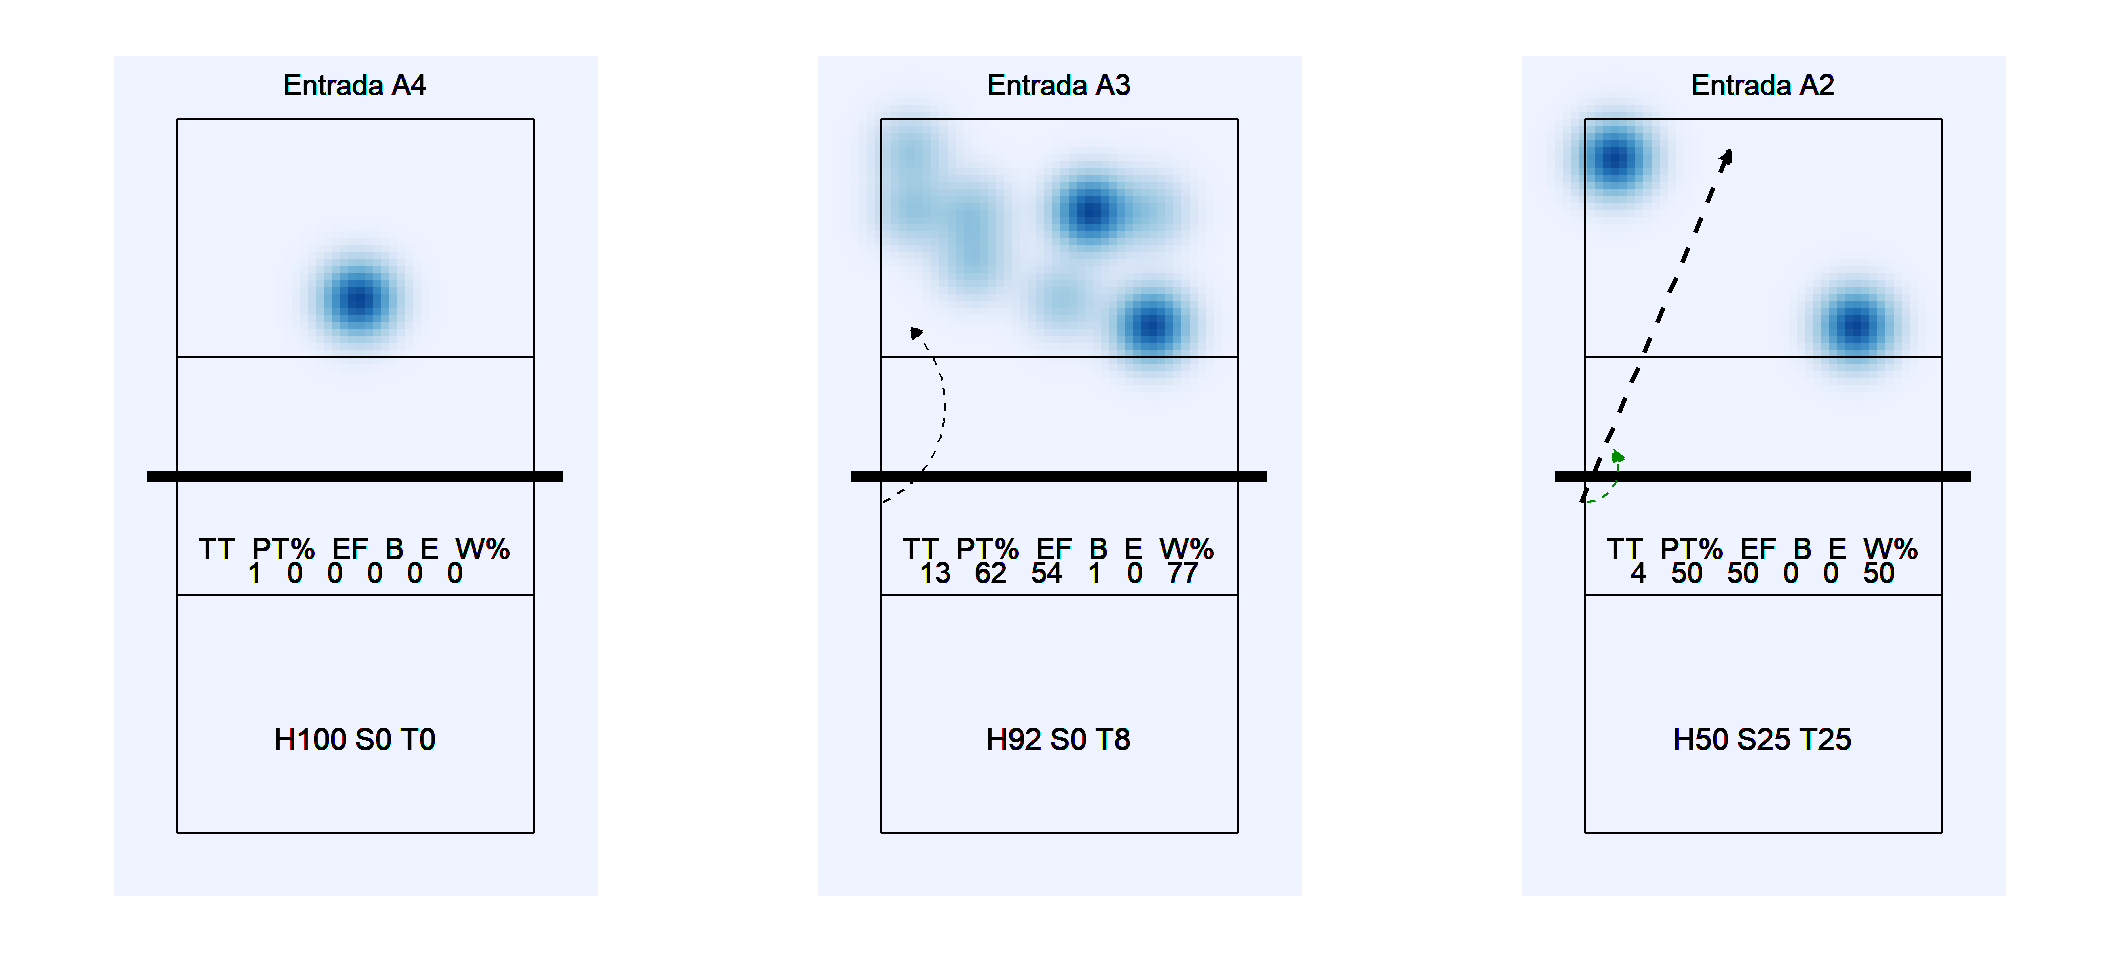 Entrada A4
TT PT% EF B E W%
1 0 0 0 0 0
H100 S0 T0
Entrada A3
TT PT% EF B E W%
13 62 54 1 0 77
H92 S0 T8
Entrada A2
TT PT% EF B E W%
4 50 50 0 0 50
H50 S25 T25